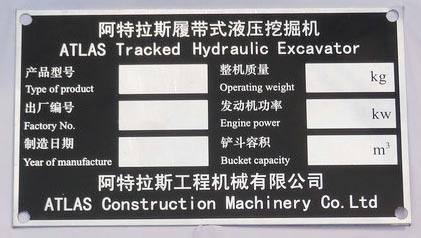 阿特拉斯履带式液压挖掘机
ATLAS Tracked Hydraulic Excavator
产品型号
Type of product
整机质量
Operating weight
kg
出厂编号
Factory No.
发动机功率
Engine power
kw
制造日期
Year of manufacture
铲斗容积
Bucket capacity
m³
阿特拉斯工程机械有限公司
ATLAS Construction Machinery Co.Ltd